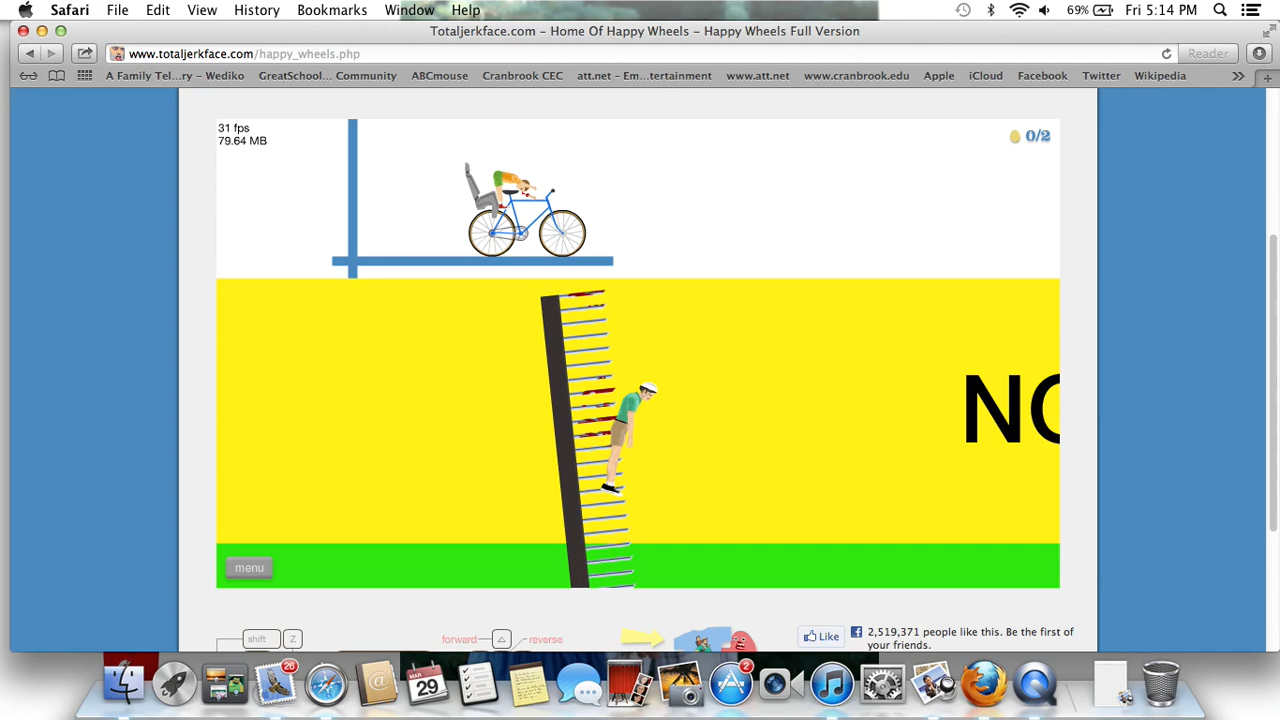 Safari File Edit View History Bookmarks Window Help 69% Fri 5:14 PM
Totaljerkface.com – Home Of Happy Wheels – Happy Wheels Full Version
www.totaljerkface.com/happy_wheels.php Reader
A Family Tel...ry – Wediko GreatSchool... Community ABCmouse Cranbrook CEC att.net – Em...tertainment www.att.net www.cranbrook.edu Apple iCloud Facebook Twitter Wikipedia
31 fps 0/2
79.64 MB
NO
menu
shift Z forward reverse Like 2,519,371 people like this. Be the first of
your friends.
26 MAR 29 2